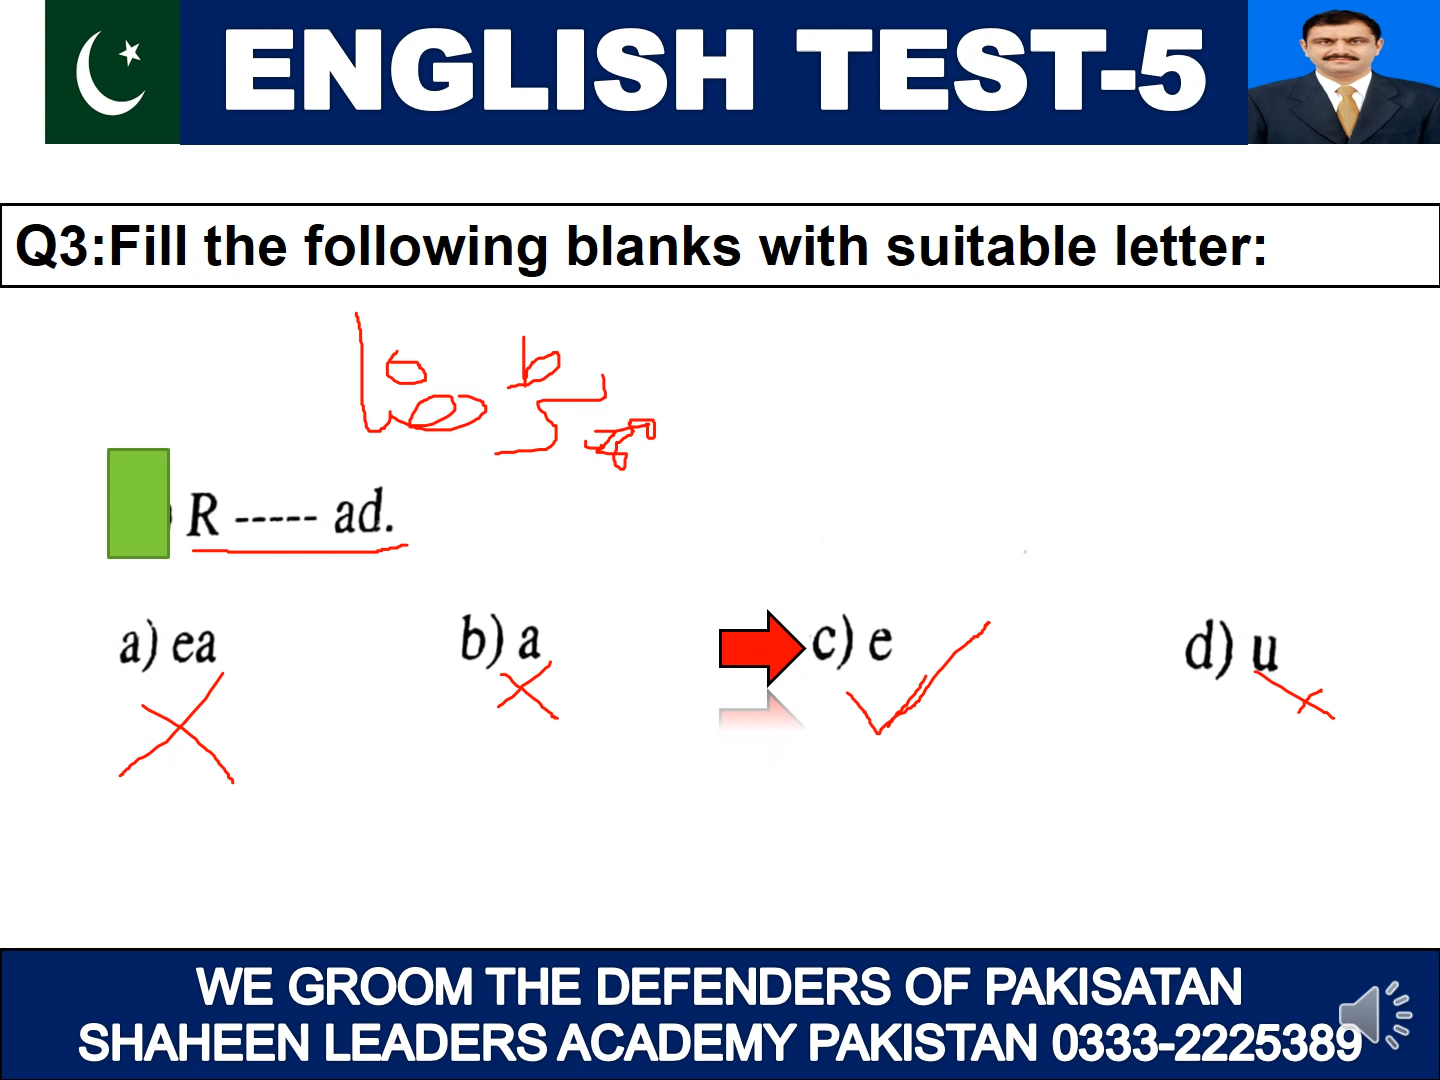 ENGLISH TEST-5
Q3:Fill the following blanks with suitable letter:
R ----- ad.
a) ea b) a c) e d) u
WE GROOM THE DEFENDERS OF PAKISATAN
SHAHEEN LEADERS ACADEMY PAKISTAN 0333-2225389